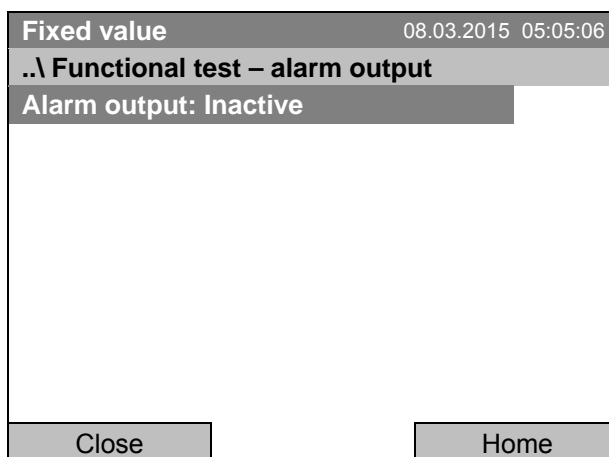 Fixed value 08.03.2015 05:05:06
..\ Functional test – alarm output
Alarm output: Inactive
Close Home